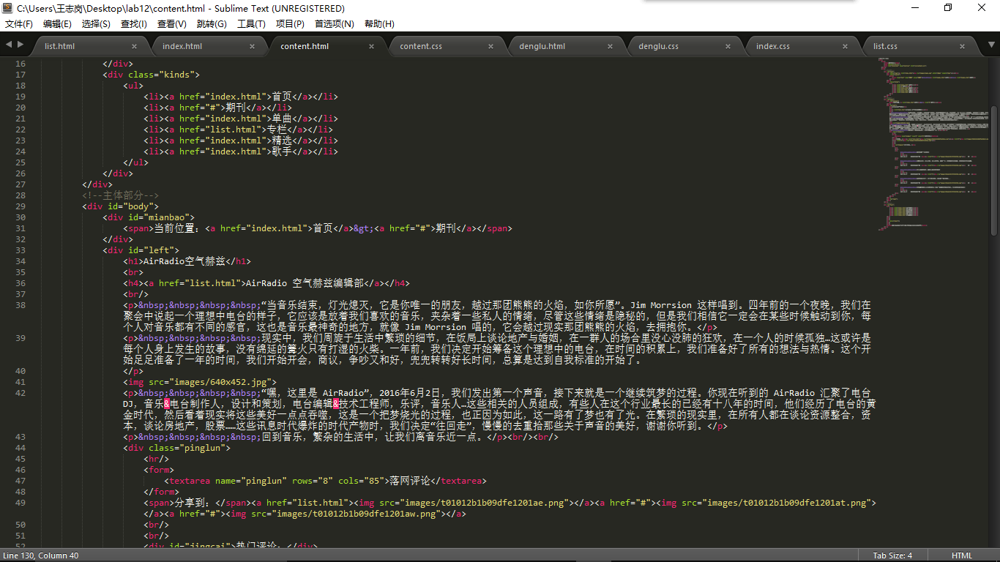 C:\Users\王志岗\Desktop\lab12\content.html - Sublime Text (UNREGISTERED)
文件(F) 编辑(E) 选择(S) 查找(I) 查看(V) 跳转(G) 工具(T) 项目(P) 首选项(N) 帮助(H)
list.html × index.html × content.html × content.css × denglu.html × denglu.css × index.css × list.css ×
16 </div>
17 <div class="kinds">
18 <ul>
19 <li><a href="index.html">首页</a></li>
20 <li><a href="#">期刊</a></li>
21 <li><a href="index.html">单曲</a></li>
22 <li><a href="list.html">专栏</a></li>
23 <li><a href="index.html">精选</a></li>
24 <li><a href="index.html">歌手</a></li>
25 </ul>
26 </div>
27 </div>
28 <!--主体部分-->
29 <div id="body">
30 <div id="mianbao">
31 <span>当前位置：<a href="index.html">首页</a>&gt;<a href="#">期刊</a></span>
32 </div>
33 <div id="left">
34 <h1>AirRadio空气赫兹</h1>
35 <br>
36 <h4><a href="list.html">AirRadio 空气赫兹编辑部</a></h4>
37 <br/>
38 <p>&nbsp;&nbsp;&nbsp;&nbsp;“当音乐结束，灯光熄灭，它是你唯一的朋友，越过那团熊熊的火焰，如你所愿”。Jim Morrsion 这样唱到。四年前的一个夜晚，我们在
聚会中说起一个理想中电台的样子，它应该是放着我们喜欢的音乐，夹杂着一些私人的情绪，尽管这些情绪是隐秘的，但是我们相信它一定会在某些时候触动到你，每
个人对音乐都有不同的感官，这也是音乐最神奇的地方，就像 Jim Morrsion 唱的，它会越过现实那团熊熊的火焰，去拥抱你。</p>
39 <p>&nbsp;&nbsp;&nbsp;&nbsp;现实中，我们周旋于生活中繁琐的细节，在饭局上谈论地产与婚姻，在一群人的场合里没心没肺的狂欢，在一个人的时候孤独…这或许是
每个人身上发生的故事，没有绵延的篝火只有打湿的火柴。一年前，我们决定开始筹备这个理想中的电台，在时间的积累上，我们准备好了所有的想法与热情。这个开
始足足准备了一年的时间，我们开始开会，商议，争吵又和好，兜兜转转好长时间，总算是达到自我标准的开始了。
40 </p>
41 <img src="images/640x452.jpg">
42 <p>&nbsp;&nbsp;&nbsp;&nbsp;“嘿，这里是 AirRadio”，2016年6月2日，我们发出第一个声音，接下来就是一个继续筑梦的过程。你现在听到的 AirRadio 汇聚了电台
DJ，音乐&电台制作人，设计和策划，电台编辑&技术工程师，乐评，音乐人…这些相关的人员组成，有些人在这个行业最长的已经有十八年的时间，他们经历了电台的黄
金时代，然后看着现实将这些美好一点点吞噬，这是一个把梦烧光的过程，也正因为如此，这一路有了梦也有了光。在繁琐的现实里，在所有人都在谈论资源整合，资
本，谈论房地产，股票……这些讯息时代爆炸的时代产物时，我们决定“往回走”，慢慢的去重拾那些关于声音的美好，谢谢你听到。</p>
43 <p>&nbsp;&nbsp;&nbsp;&nbsp;回到音乐，繁杂的生活中，让我们离音乐近一点。</p><br/><br/>
44 <div class="pinglun">
45 <hr/>
46 <form>
47 <textarea name="pinglun" rows="8" cols="85">落网评论</textarea>
48 </form>
49 <span>分享到：</span><a href="list.html"><img src="images/t01012b1b09dfe1201ae.png"></a><a href="#"><img src="images/t01012b1b09dfe1201at.png">
</a><a href="#"><img src="images/t01012b1b09dfe1201aw.png"></a>
50 <br/>
51 <br/>
52 <div id="jingcai">热门评论：</div>
Line 130, Column 40 Tab Size: 4 HTML